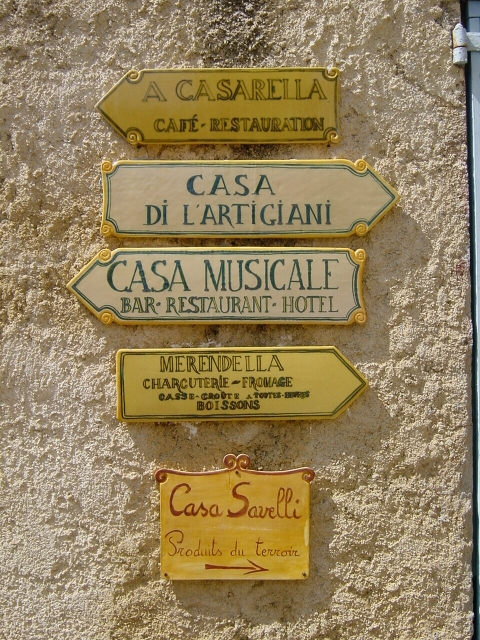 A CASARELLA
CAFÉ - RESTAURATION
CASA
DI L'ARTIGIANI
CASA MUSICALE
BAR - RESTAURANT - HOTEL
MERENDELLA
CHARCUTERIE - FROMAGE
CASSE-CROÛTE A TOUTES-HEURES
BOISSONS
Casa Savelli
Produits du terroir